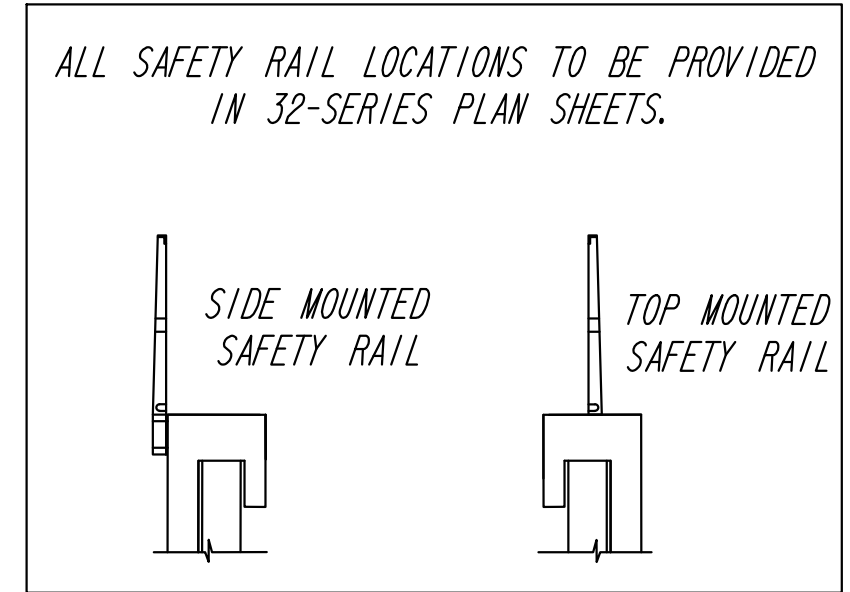 ALL SAFETY RAIL LOCATIONS TO BE PROVIDED
IN 32-SERIES PLAN SHEETS.
SIDE MOUNTED
SAFETY RAIL
TOP MOUNTED
SAFETY RAIL